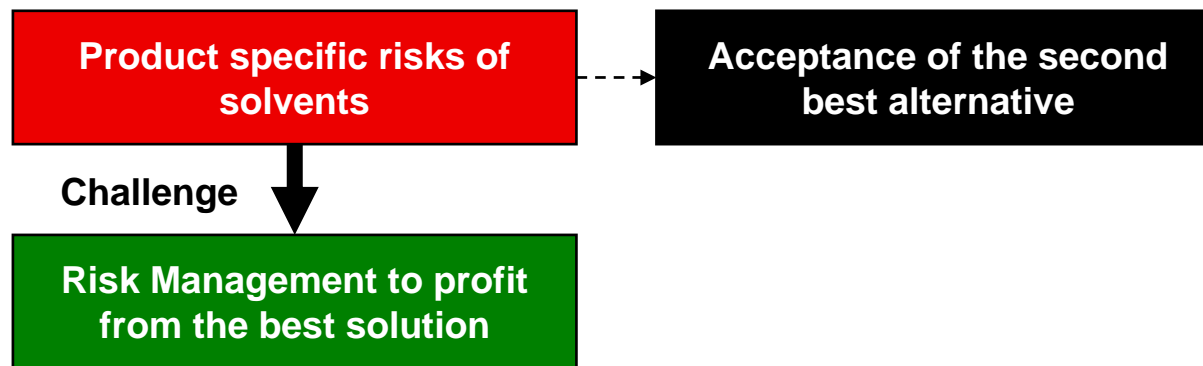 Product specific risks of
solvents
Acceptance of the second
best alternative
Challenge
Risk Management to profit
from the best solution